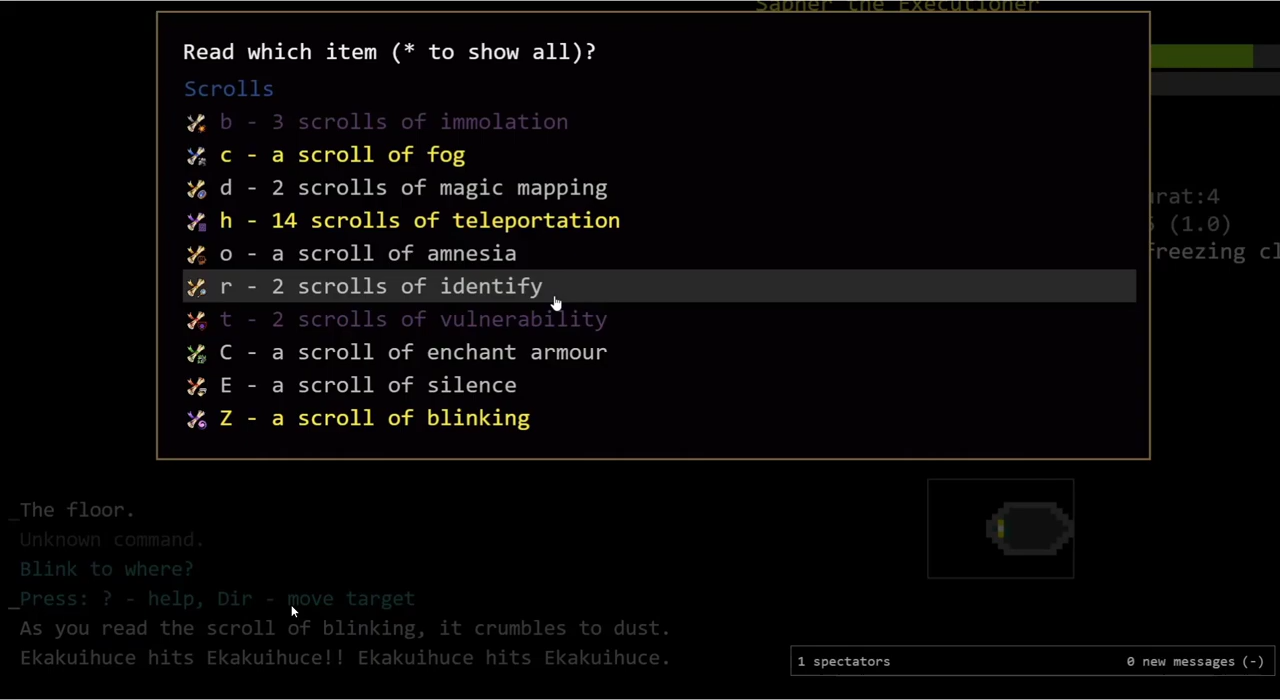 Sabher the Executioner
Read which item (* to show all)?
Scrolls
b - 3 scrolls of immolation
c - a scroll of fog
d - 2 scrolls of magic mapping
h - 14 scrolls of teleportation
o - a scroll of amnesia
r - 2 scrolls of identify
t - 2 scrolls of vulnerability
C - a scroll of enchant armour
E - a scroll of silence
Z - a scroll of blinking
urat:4
(1.0)
freezing cl
_The floor.
Unknown command.
Blink to where?
_Press: ? - help, Dir - move target
As you read the scroll of blinking, it crumbles to dust.
Ekakuihuce hits Ekakuihuce!! Ekakuihuce hits Ekakuihuce.
1 spectators
0 new messages (-)